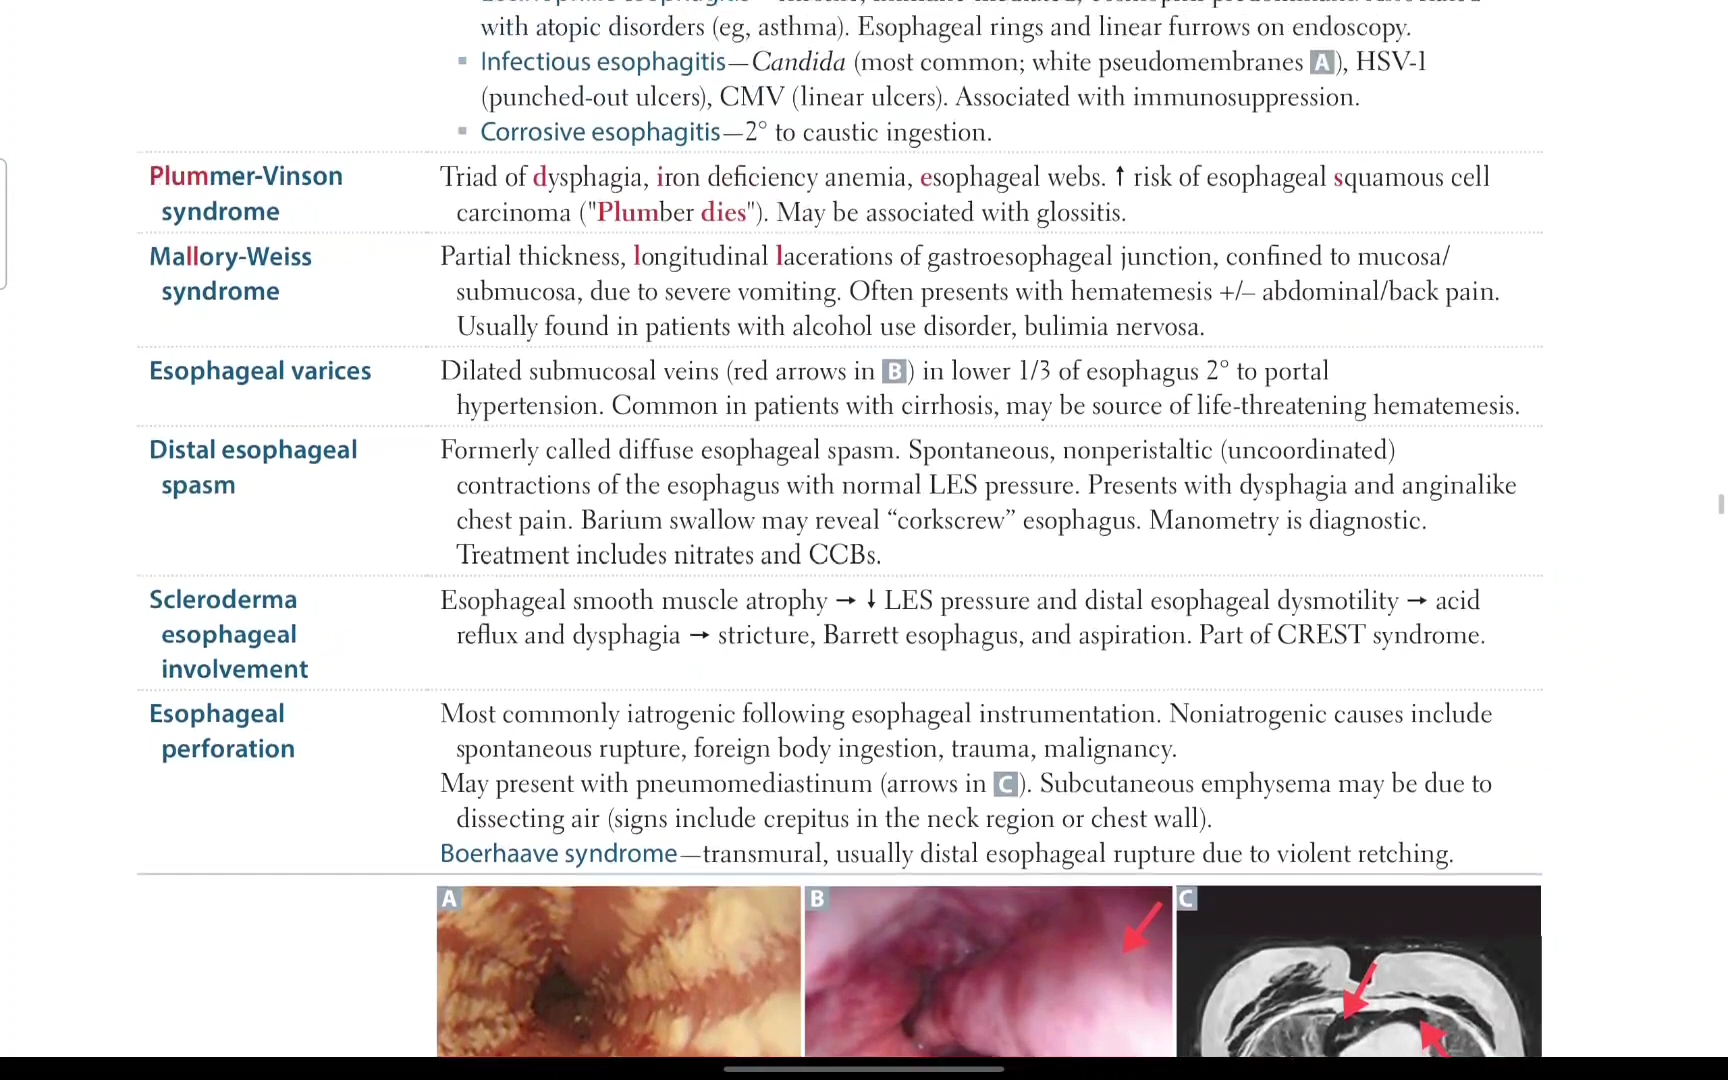 with atopic disorders (eg, asthma). Esophageal rings and linear furrows on endoscopy.
▪ Infectious esophagitis—Candida (most common; white pseudomembranes A), HSV-1
(punched-out ulcers), CMV (linear ulcers). Associated with immunosuppression.
▪ Corrosive esophagitis—2° to caustic ingestion.
Plummer-Vinson
syndrome
Triad of dysphagia, iron deficiency anemia, esophageal webs. ↑ risk of esophageal squamous cell
carcinoma ("Plumber dies"). May be associated with glossitis.
Mallory-Weiss
syndrome
Partial thickness, longitudinal lacerations of gastroesophageal junction, confined to mucosa/
submucosa, due to severe vomiting. Often presents with hematemesis +/– abdominal/back pain.
Usually found in patients with alcohol use disorder, bulimia nervosa.
Esophageal varices
Dilated submucosal veins (red arrows in B) in lower 1/3 of esophagus 2° to portal
hypertension. Common in patients with cirrhosis, may be source of life-threatening hematemesis.
Distal esophageal
spasm
Formerly called diffuse esophageal spasm. Spontaneous, nonperistaltic (uncoordinated)
contractions of the esophagus with normal LES pressure. Presents with dysphagia and anginalike
chest pain. Barium swallow may reveal “corkscrew” esophagus. Manometry is diagnostic.
Treatment includes nitrates and CCBs.
Scleroderma
esophageal
involvement
Esophageal smooth muscle atrophy → ↓ LES pressure and distal esophageal dysmotility → acid
reflux and dysphagia → stricture, Barrett esophagus, and aspiration. Part of CREST syndrome.
Esophageal
perforation
Most commonly iatrogenic following esophageal instrumentation. Noniatrogenic causes include
spontaneous rupture, foreign body ingestion, trauma, malignancy.
May present with pneumomediastinum (arrows in C). Subcutaneous emphysema may be due to
dissecting air (signs include crepitus in the neck region or chest wall).
Boerhaave syndrome—transmural, usually distal esophageal rupture due to violent retching.
A
B
C